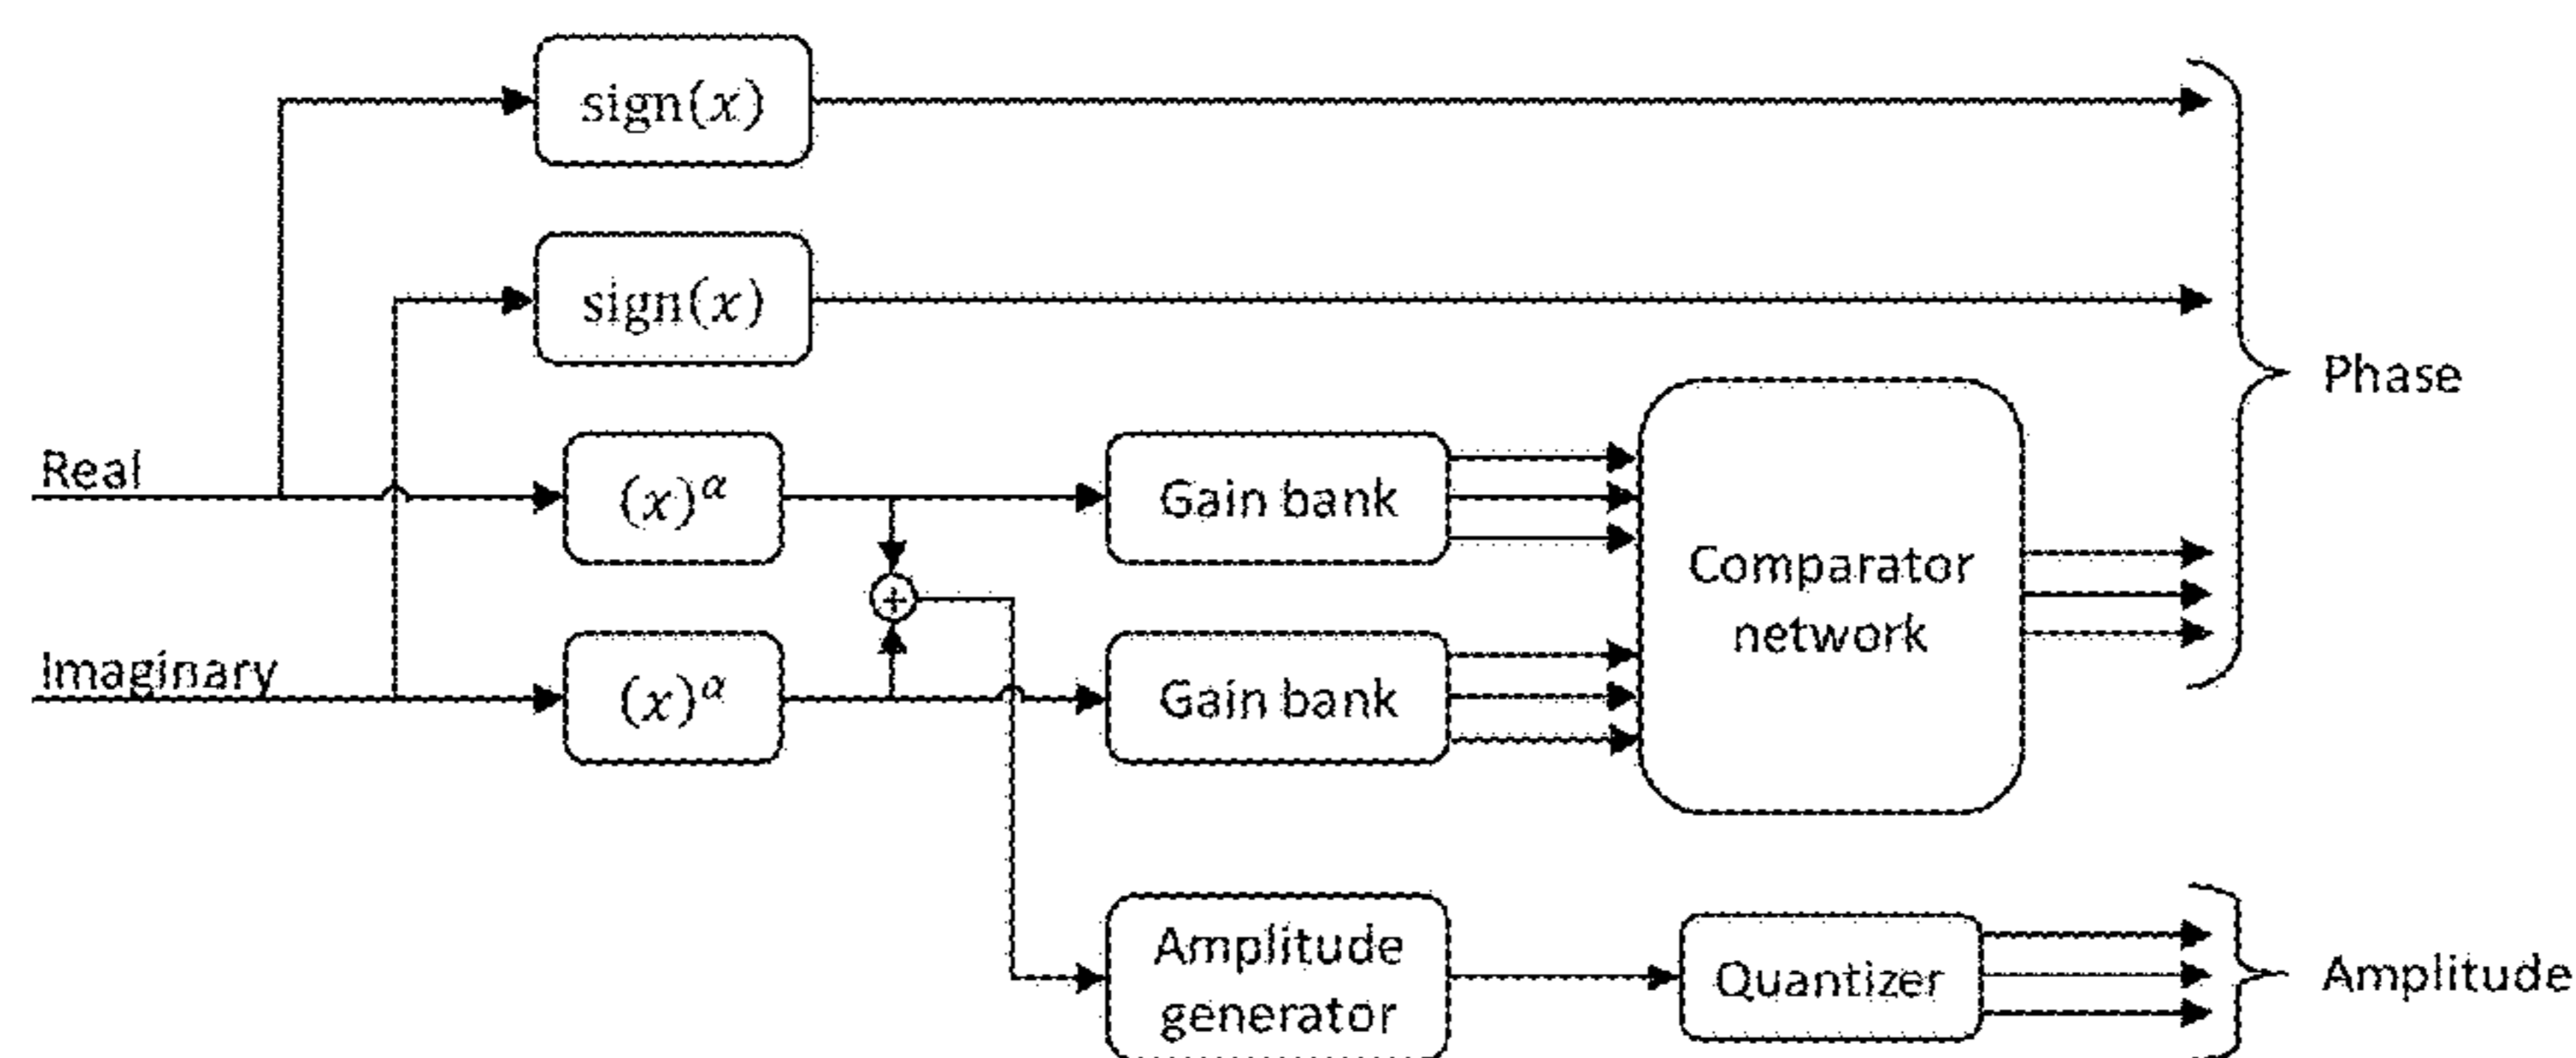 sign(x)
sign(x)
Phase
Real
(x)^α
Gain bank
Comparator
network
Imaginary
(x)^α
Gain bank
Amplitude
generator
Quantizer
Amplitude